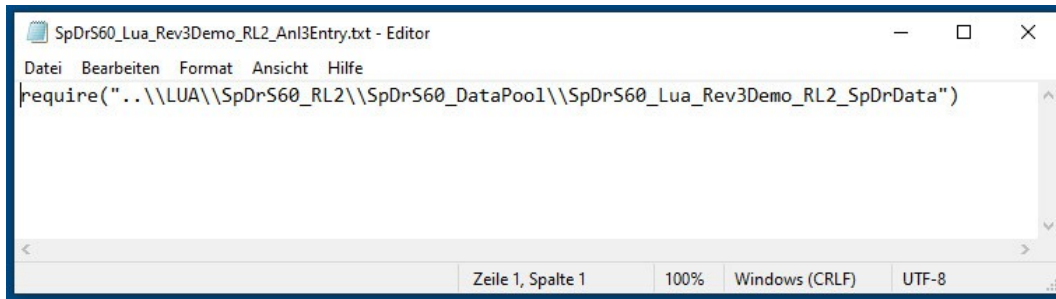 SpDrS60_Lua_Rev3Demo_RL2_Anl3Entry.txt - Editor
Datei Bearbeiten Format Ansicht Hilfe
require("..\\LUA\\SpDrS60_RL2\\SpDrS60_DataPool\\SpDrS60_Lua_Rev3Demo_RL2_SpDrData")
Zeile 1, Spalte 1 100% Windows (CRLF) UTF-8